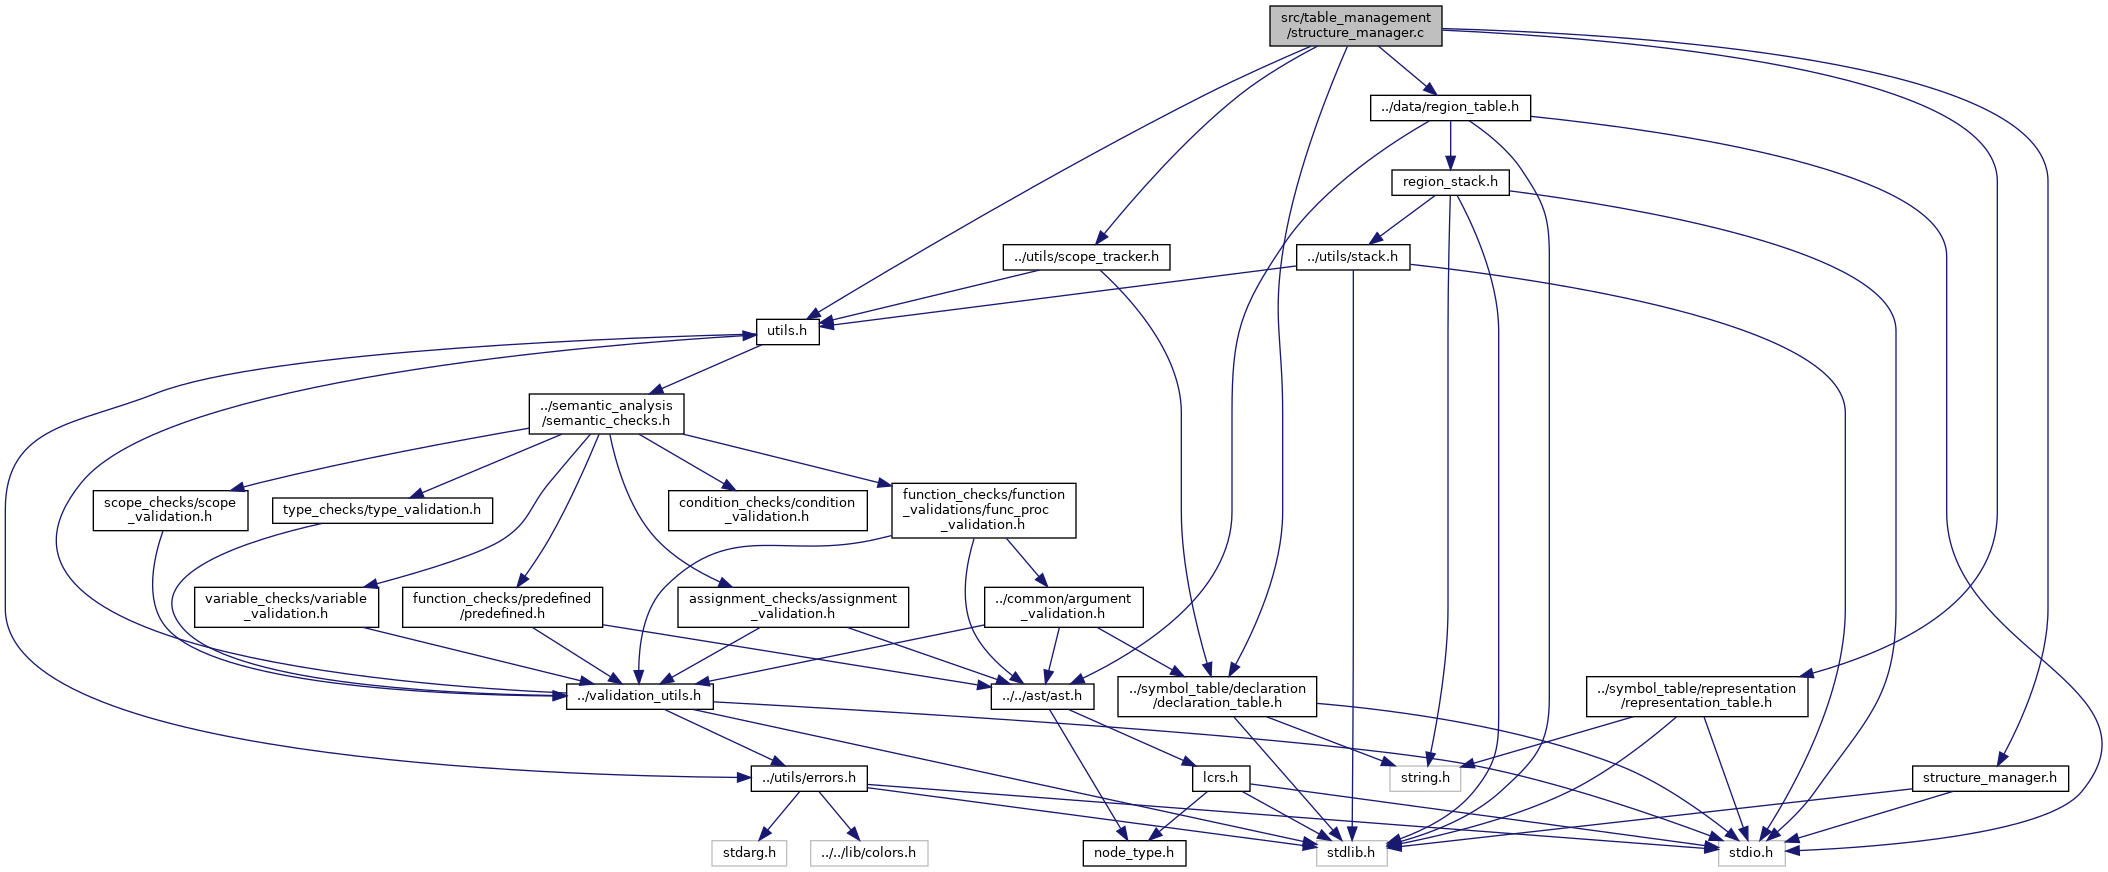 src/table_management
/structure_manager.c
../data/region_table.h
region_stack.h
../utils/scope_tracker.h
../utils/stack.h
utils.h
../semantic_analysis
/semantic_checks.h
scope_checks/scope
_validation.h
type_checks/type_validation.h
condition_checks/condition
_validation.h
function_checks/function
_validations/func_proc
_validation.h
variable_checks/variable
_validation.h
function_checks/predefined
/predefined.h
assignment_checks/assignment
_validation.h
../common/argument
_validation.h
../validation_utils.h
../../ast/ast.h
../symbol_table/declaration
/declaration_table.h
../symbol_table/representation
/representation_table.h
../utils/errors.h
lcrs.h
string.h
structure_manager.h
stdarg.h
../../lib/colors.h
node_type.h
stdlib.h
stdio.h